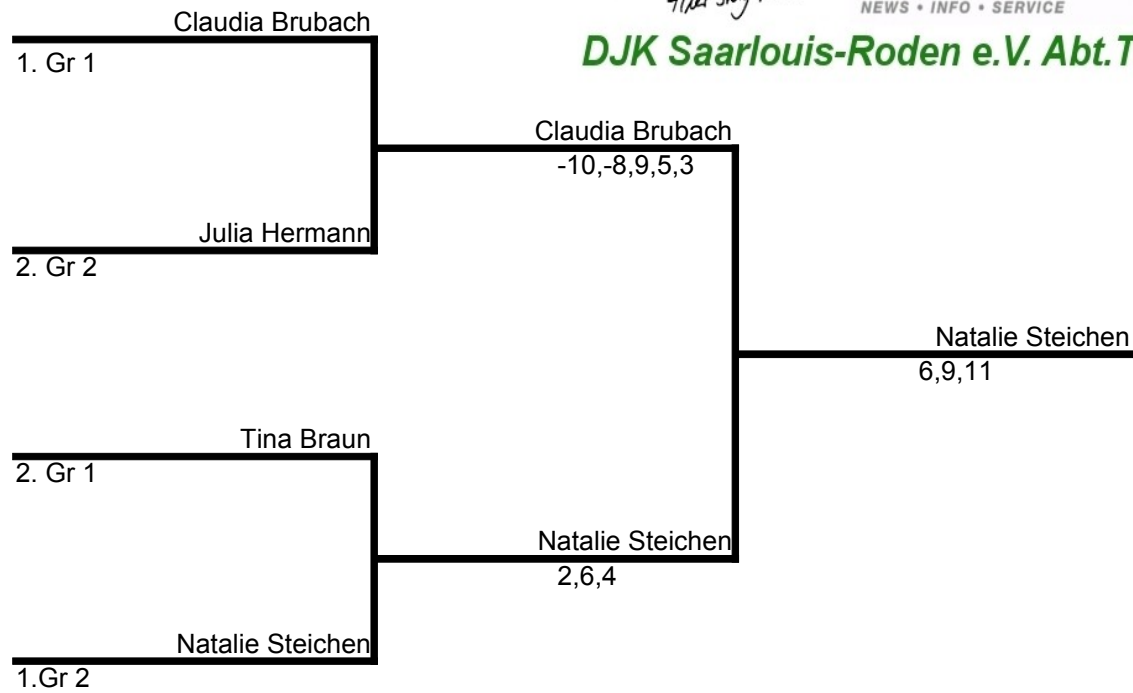 NEWS • INFO • SERVICE
DJK Saarlouis-Roden e.V. Abt.T
Claudia Brubach
1. Gr 1
Claudia Brubach
-10,-8,9,5,3
Julia Hermann
2. Gr 2
Natalie Steichen
6,9,11
Tina Braun
2. Gr 1
Natalie Steichen
2,6,4
Natalie Steichen
1.Gr 2